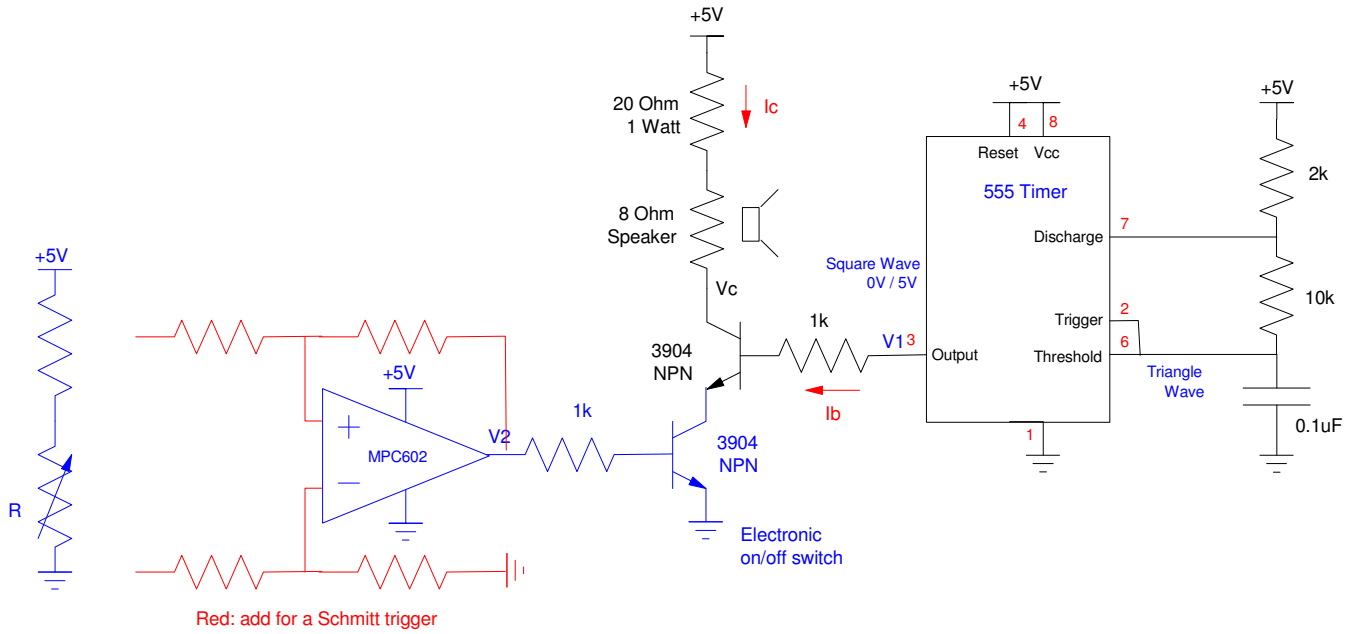 +5V
20 Ohm
1 Watt
Ic
8 Ohm
Speaker
Vc
+5V
4
8
Reset
Vcc
555 Timer
+5V
2k
7
Discharge
10k
Square Wave
0V / 5V
2
Trigger
6
Threshold
V1
3
Output
1k
Ib
Triangle
Wave
0.1uF
1
3904
NPN
+5V
R
+5V
+
MPC602
−
V2
1k
3904
NPN
Electronic
on/off switch
Red: add for a Schmitt trigger